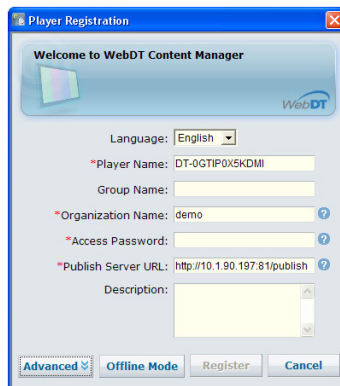 Player Registration
Welcome to WebDT Content Manager
WebDT
Language: English
*Player Name: DT-0GTIP0X5KDMI
Group Name:
*Organization Name: demo
*Access Password:
*Publish Server URL: http://10.1.90.197:81/publish
Description:
Advanced Offline Mode Register Cancel